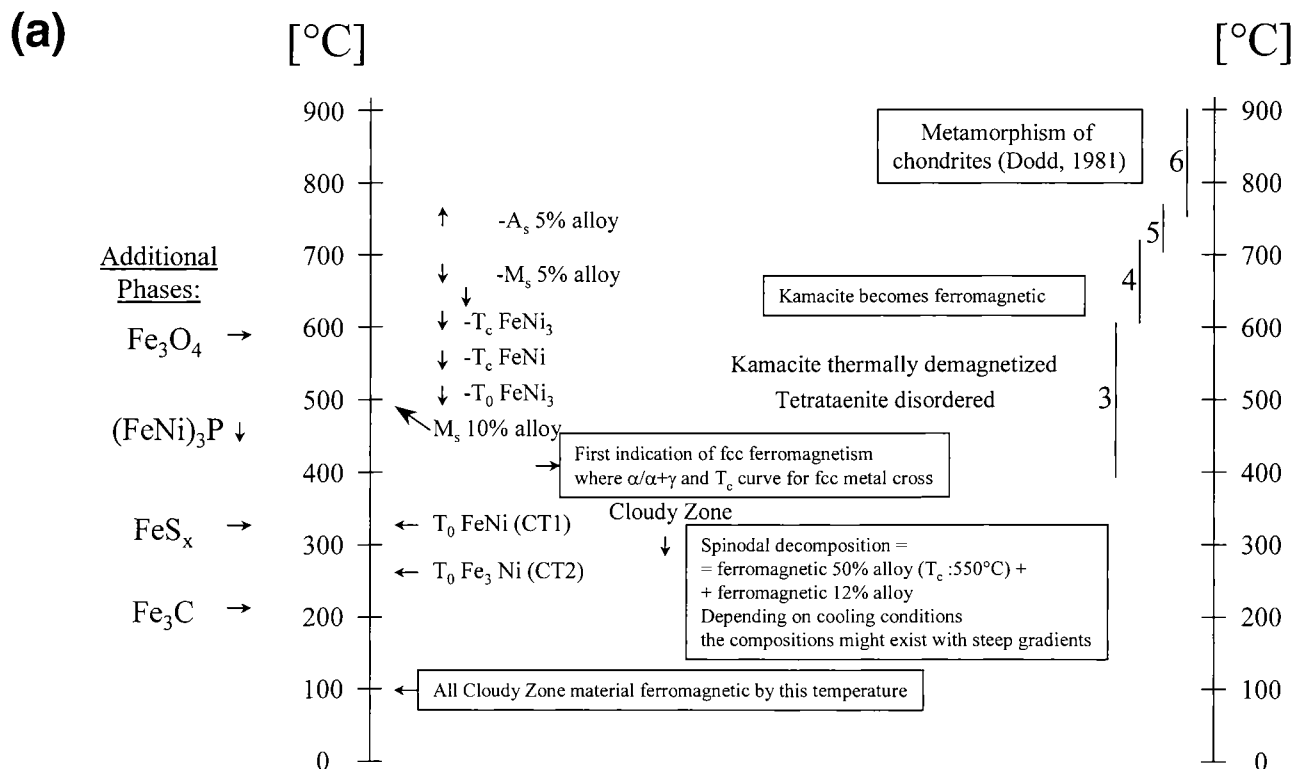 (a)
[°C]
[°C]
900
800
700
600
500
400
300
200
100
0
Additional
Phases:
Fe₃O₄ →
(FeNi)₃P ↓
FeSₓ →
Fe₃C →
↑ -Aₛ 5% alloy
↓ -Mₛ 5% alloy
↓
↓ -T꜀ FeNi₃
↓ -T꜀ FeNi
↓ -T₀ FeNi₃
Mₛ 10% alloy
First indication of fcc ferromagnetism
where α/α+γ and T꜀ curve for fcc metal cross
← T₀ FeNi (CT1)
← T₀ Fe₃ Ni (CT2)
Cloudy Zone
↓
Spinodal decomposition =
= ferromagnetic 50% alloy (T꜀ :550°C) +
+ ferromagnetic 12% alloy
Depending on cooling conditions
the compositions might exist with steep gradients
← All Cloudy Zone material ferromagnetic by this temperature
Metamorphism of
chondrites (Dodd, 1981)
Kamacite becomes ferromagnetic
Kamacite thermally demagnetized
Tetrataenite disordered
6
5
4
3
900
800
700
600
500
400
300
200
100
0